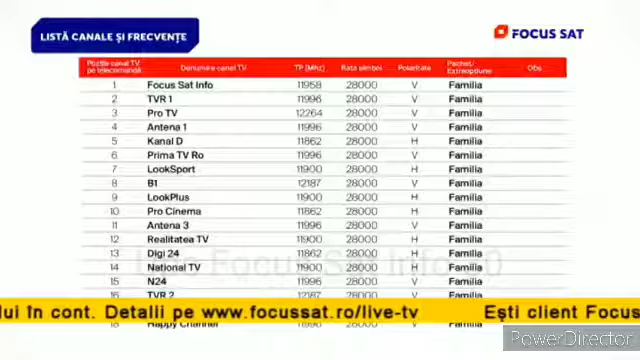 LISTĂ CANALE ȘI FRECVENȚE
FOCUS SAT
Poziție canal TV pe telecomandă Denumire canal TV TP (Mhz) Rata simbol Polaritate Pachet/Extraopțiune Obs.
1 Focus Sat Info 11958 28000 V Familia
2 TVR 1 11996 28000 V Familia
3 Pro TV 12264 28000 V Familia
4 Antena 1 11996 28000 V Familia
5 Kanal D 11862 28000 H Familia
6 Prima TV Ro 11996 28000 V Familia
7 LookSport 11900 28000 H Familia
8 B1 12187 28000 V Familia
9 LookPlus 11900 28000 H Familia
10 Pro Cinema 11862 28000 H Familia
11 Antena 3 11996 28000 V Familia
12 Realitatea TV 11900 28000 H Familia
13 Digi 24 11862 28000 H Familia
14 National TV 11900 28000 H Familia
15 N24 11996 28000 V Familia
16 TVR 2 12187 28000 V Familia
lui în cont. Detalii pe www.focussat.ro/live-tv Ești client Focus
18 Happy Channel 11996 28000 V Familia
PowerDirector